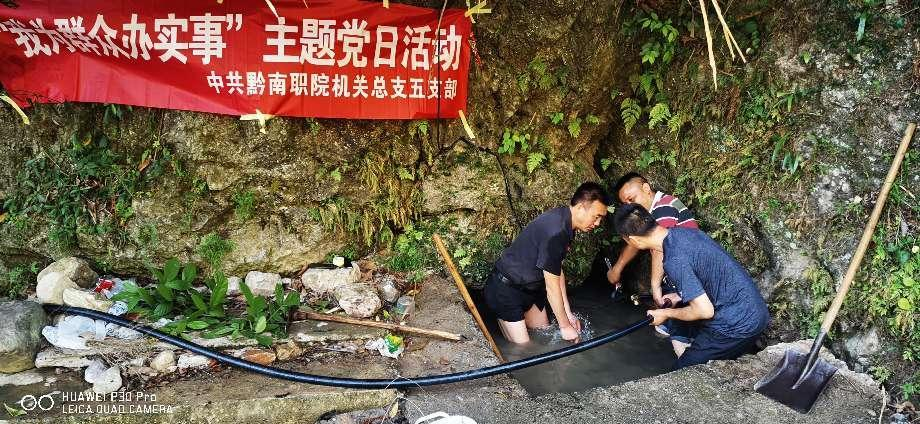 “我为群众办实事”主题党日活动
中共黔南职院机关总支五支部
HUAWEI P30 Pro
LEICA TRIPLE CAMERA